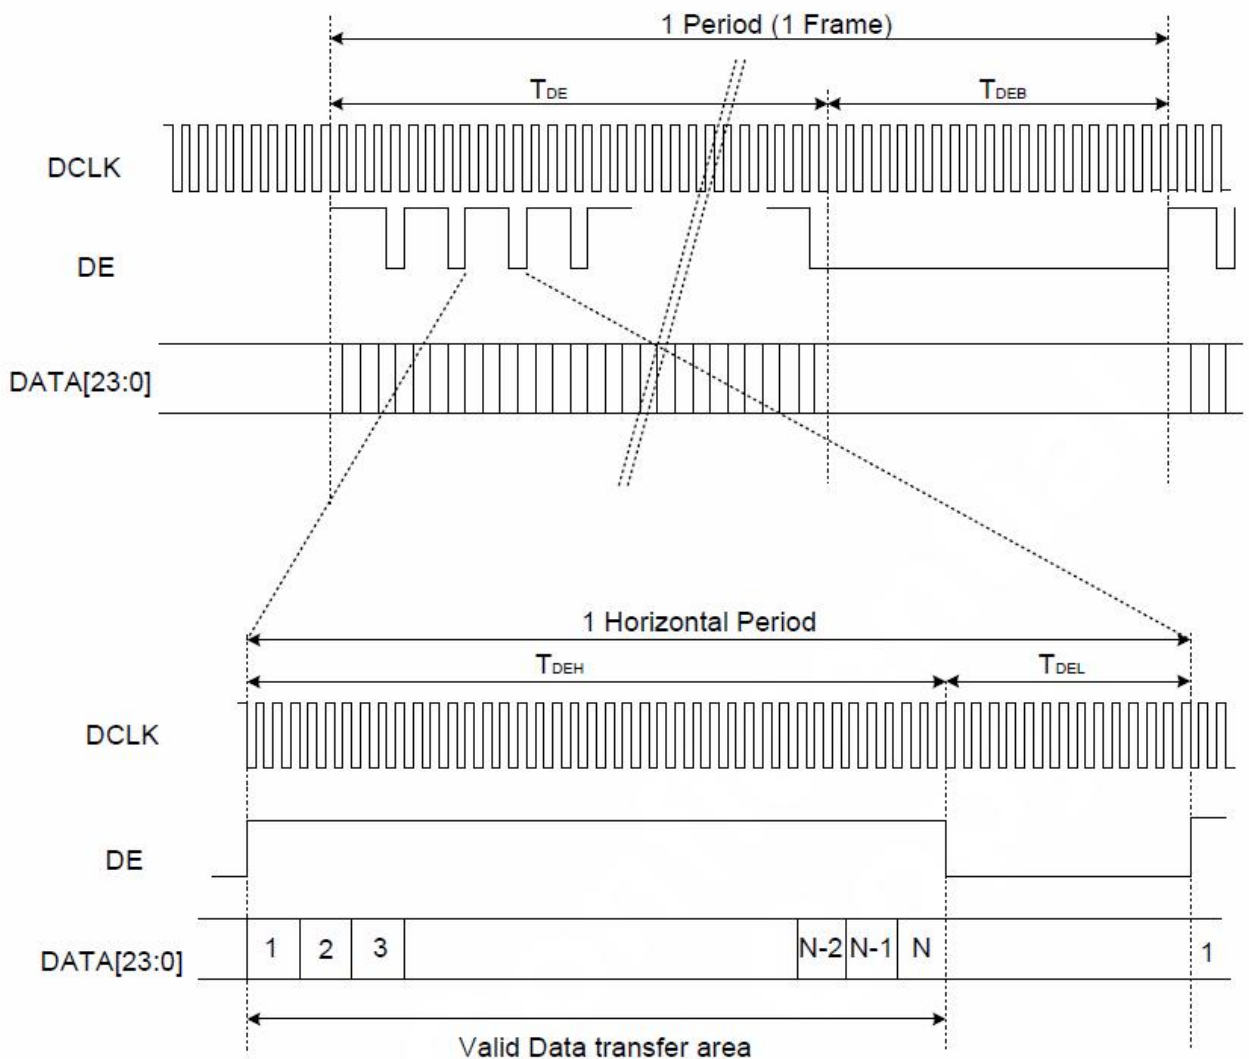 1 Period (1 Frame)
TDE TDEB
DCLK
DE
DATA[23:0]
1 Horizontal Period
TDEH TDEL
DCLK
DE
DATA[23:0] 1 2 3 N-2 N-1 N 1
Valid Data transfer area